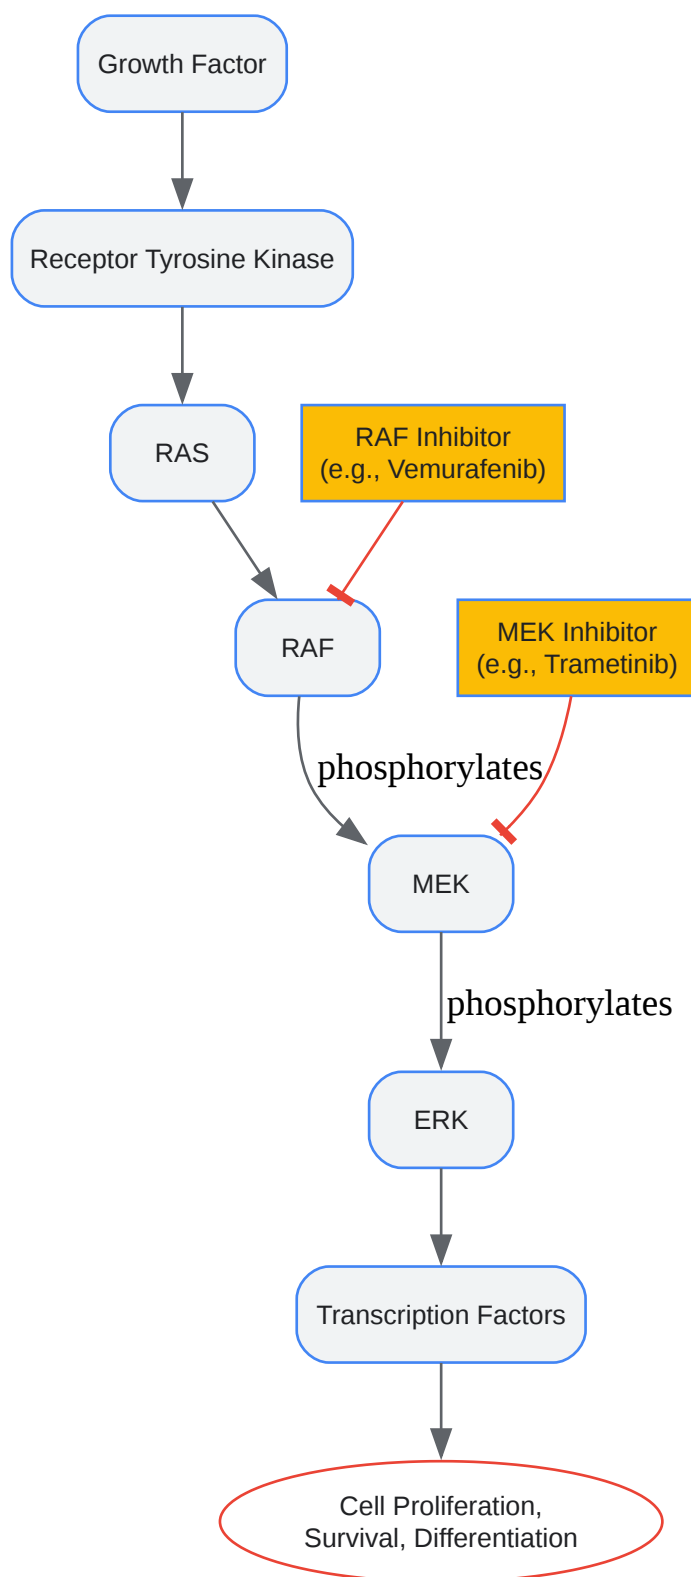 Growth Factor
Receptor Tyrosine Kinase
RAS
RAF Inhibitor
(e.g., Vemurafenib)
RAF
MEK Inhibitor
(e.g., Trametinib)
phosphorylates
MEK
phosphorylates
ERK
Transcription Factors
Cell Proliferation,
Survival, Differentiation